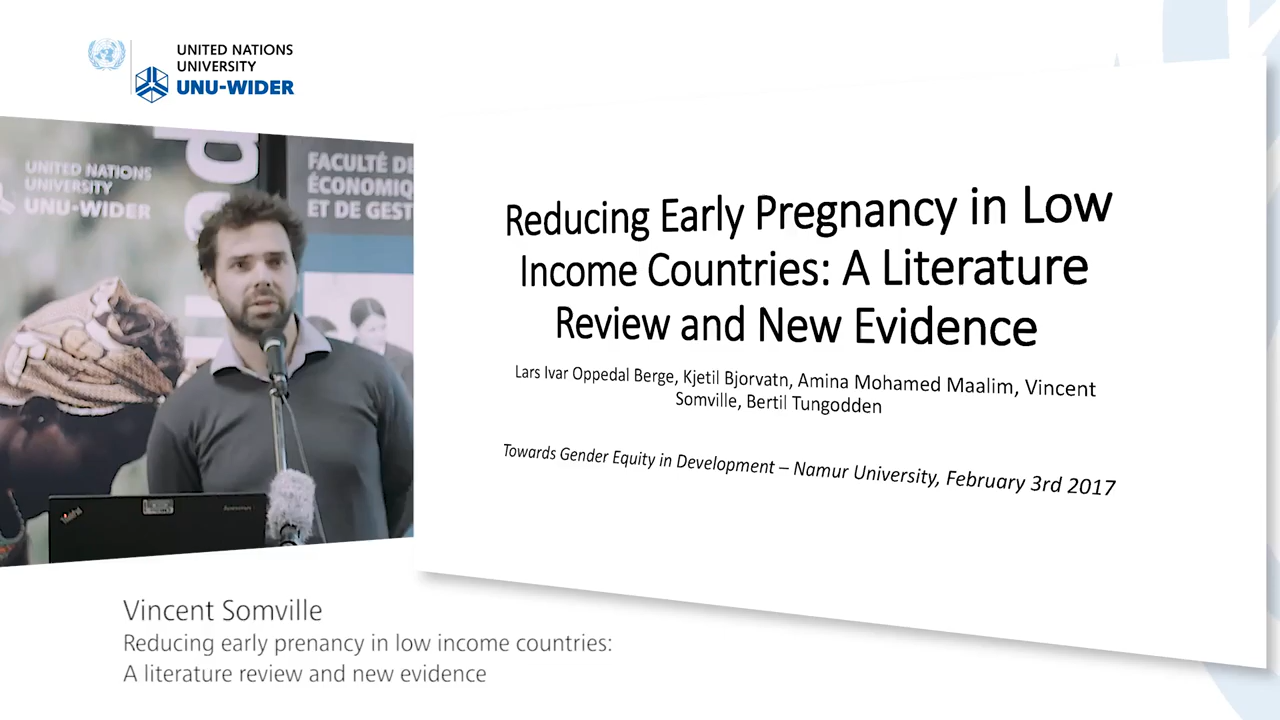 UNITED NATIONS
UNIVERSITY
UNU-WIDER
UNITED NATIONS
UNIVERSITY
UNU-WIDER
FACULTÉ DE
ÉCONOMIQ
ET DE GEST
ThinkPad
Lenovo
Reducing Early Pregnancy in Low
Income Countries: A Literature
Review and New Evidence
Lars Ivar Oppedal Berge, Kjetil Bjorvatn, Amina Mohamed Maalim, Vincent
Somville, Bertil Tungodden
Towards Gender Equity in Development – Namur University, February 3rd 2017
Vincent Somville
Reducing early prenancy in low income countries:
A literature review and new evidence